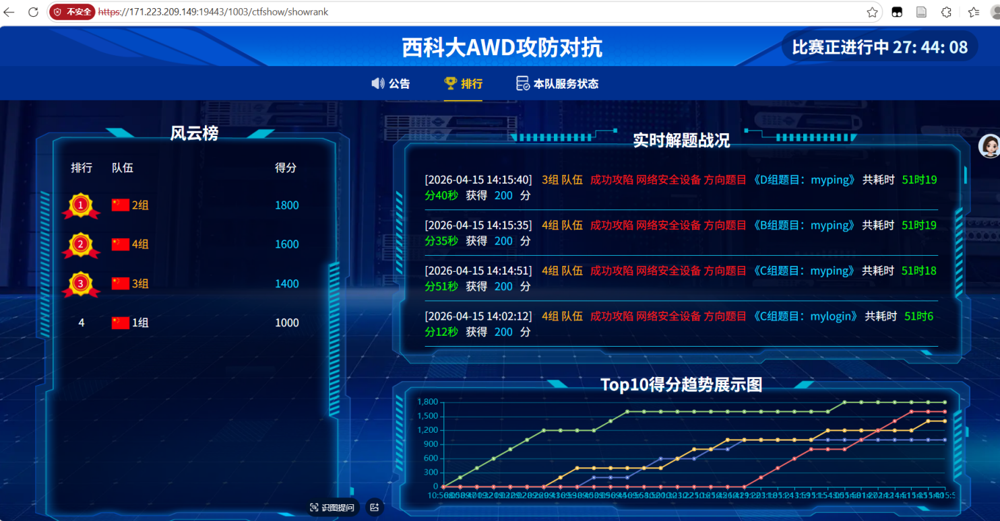 不安全 https://171.223.209.149:19443/1003/ctfshow/showrank
西科大AWD攻防对抗
比赛正进行中 27: 44: 08
公告 排行 本队服务状态
风云榜
排行 队伍 得分
1 2组 1800
2 4组 1600
3 3组 1400
4 1组 1000
实时解题战况
[2026-04-15 14:15:40] 3组 队伍 成功攻陷 网络安全设备 方向题目 《D组题目：myping》 共耗时 51时19
分40秒 获得 200 分
[2026-04-15 14:15:35] 4组 队伍 成功攻陷 网络安全设备 方向题目 《B组题目：myping》 共耗时 51时19
分35秒 获得 200 分
[2026-04-15 14:14:51] 4组 队伍 成功攻陷 网络安全设备 方向题目 《C组题目：myping》 共耗时 51时18
分51秒 获得 200 分
[2026-04-15 14:02:12] 4组 队伍 成功攻陷 网络安全设备 方向题目 《C组题目：mylogin》 共耗时 51时6
分12秒 获得 200 分
Top10得分趋势展示图
1,800
1,500
1,200
900
600
300
0
识图提问